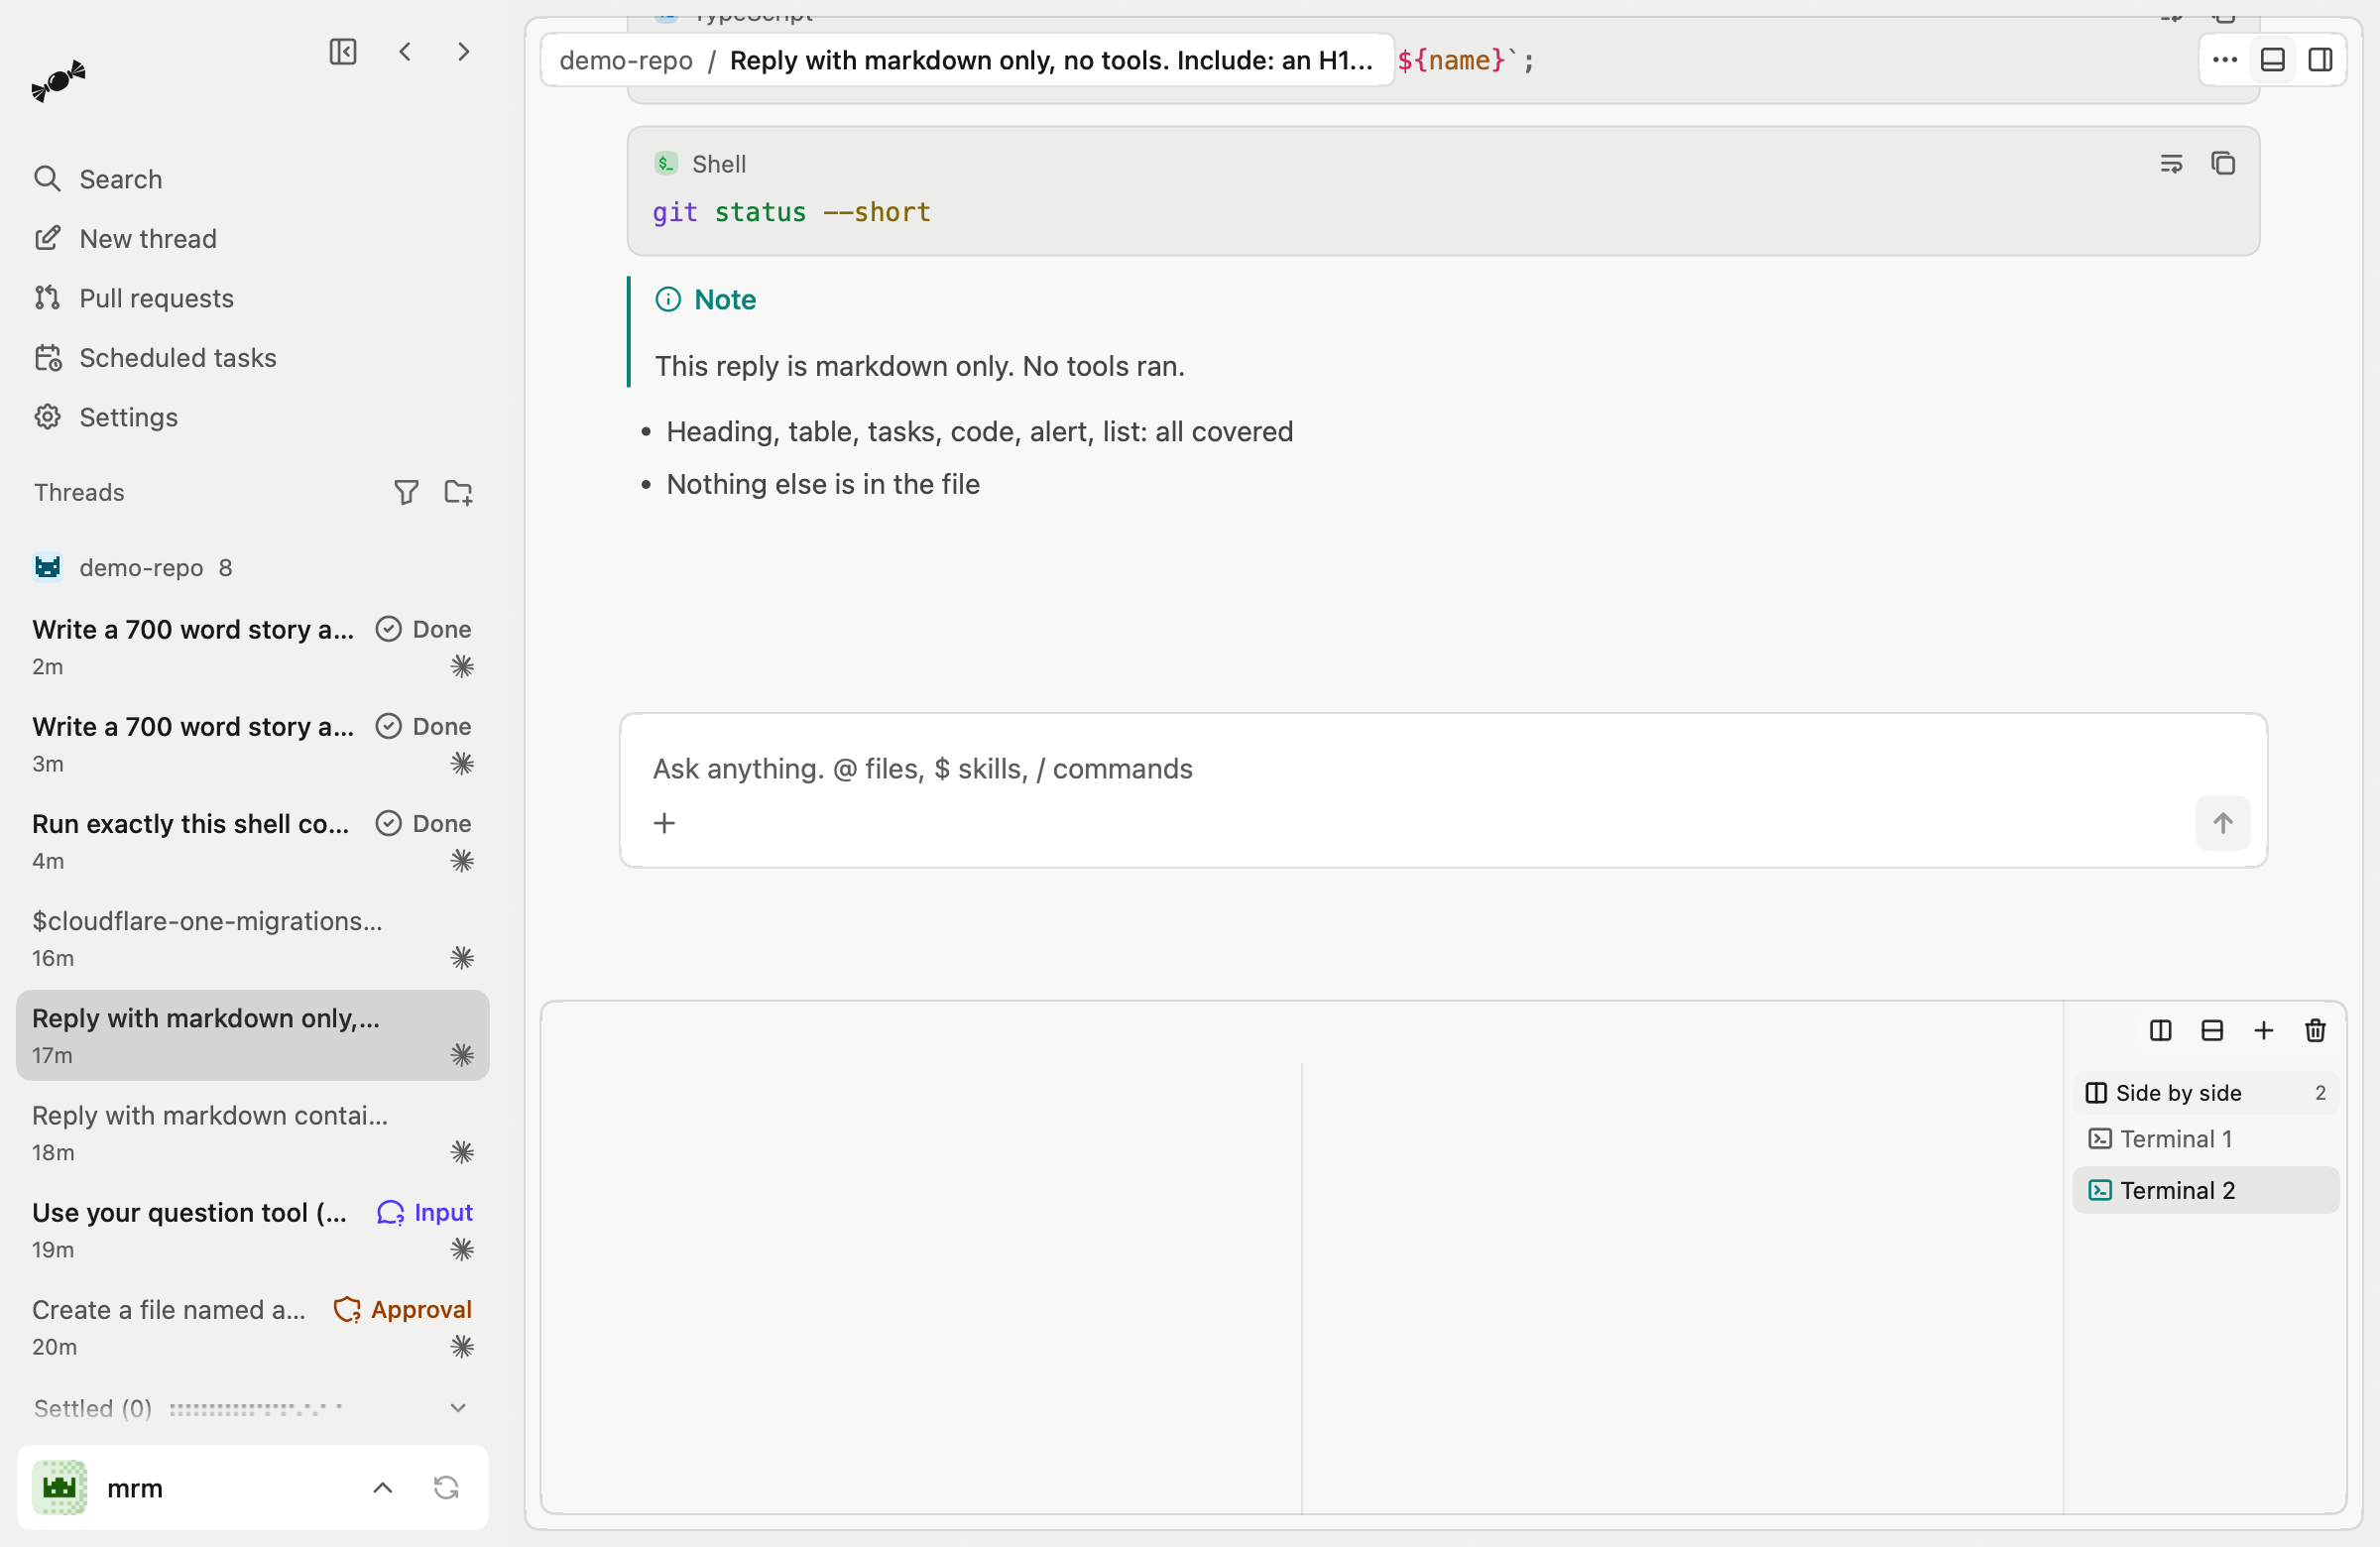 Search
New thread
Pull requests
Scheduled tasks
Settings
Threads
demo-repo 8
Write a 700 word story a... Done
2m
Write a 700 word story a... Done
3m
Run exactly this shell co... Done
4m
$cloudflare-one-migrations...
16m
Reply with markdown only,...
17m
Reply with markdown contai...
18m
Use your question tool (... Input
19m
Create a file named a... Approval
20m
Settled (0)
mrm
TypeScript
demo-repo / Reply with markdown only, no tools. Include: an H1...
${name}`;
Shell
git status --short
Note
This reply is markdown only. No tools ran.
• Heading, table, tasks, code, alert, list: all covered
• Nothing else is in the file
Ask anything. @ files, $ skills, / commands
Side by side 2
Terminal 1
Terminal 2